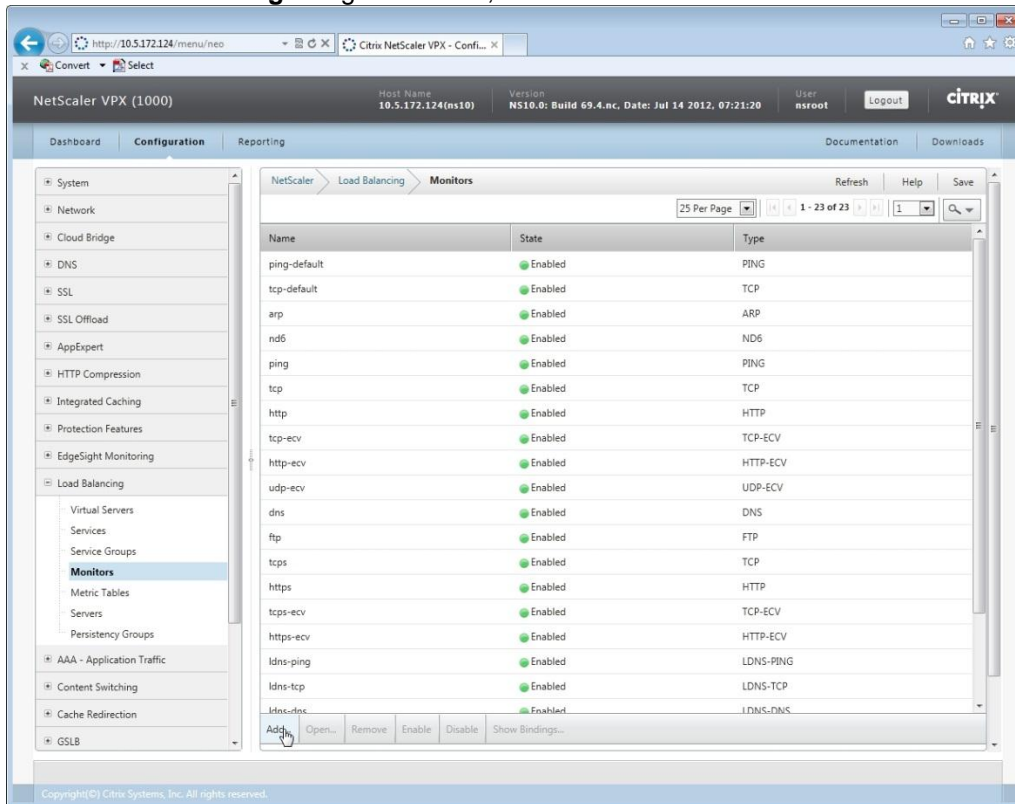 http://10.5.172.124/menu/neo
Citrix NetScaler VPX - Confi...
x Convert Select
NetScaler VPX (1000)
Host Name
10.5.172.124(ns10)
Version
NS10.0: Build 69.4.nc, Date: Jul 14 2012, 07:21:20
User
nsroot
Logout
CITRIX
Dashboard Configuration Reporting Documentation Downloads
System
Network
Cloud Bridge
DNS
SSL
SSL Offload
AppExpert
HTTP Compression
Integrated Caching
Protection Features
EdgeSight Monitoring
Load Balancing
Virtual Servers
Services
Service Groups
Monitors
Metric Tables
Servers
Persistency Groups
AAA - Application Traffic
Content Switching
Cache Redirection
GSLB
NetScaler Load Balancing Monitors Refresh Help Save
25 Per Page 1 - 23 of 23 1
Name State Type
ping-default Enabled PING
tcp-default Enabled TCP
arp Enabled ARP
nd6 Enabled ND6
ping Enabled PING
tcp Enabled TCP
http Enabled HTTP
tcp-ecv Enabled TCP-ECV
http-ecv Enabled HTTP-ECV
udp-ecv Enabled UDP-ECV
dns Enabled DNS
ftp Enabled FTP
tcps Enabled TCP
https Enabled HTTP
tcps-ecv Enabled TCP-ECV
https-ecv Enabled HTTP-ECV
ldns-ping Enabled LDNS-PING
ldns-tcp Enabled LDNS-TCP
ldns-dns Enabled LDNS-DNS
Add... Open... Remove Enable Disable Show Bindings...
Copyright(C) Citrix Systems, Inc. All rights reserved.